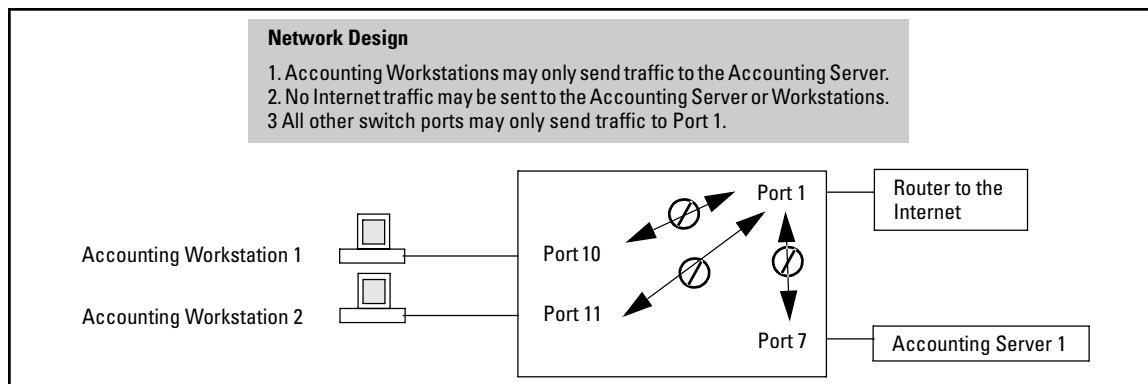 Network Design
1. Accounting Workstations may only send traffic to the Accounting Server.
2. No Internet traffic may be sent to the Accounting Server or Workstations.
3 All other switch ports may only send traffic to Port 1.
Port 1
Router to the
Internet
Accounting Workstation 1
Port 10
Accounting Workstation 2
Port 11
Port 7
Accounting Server 1